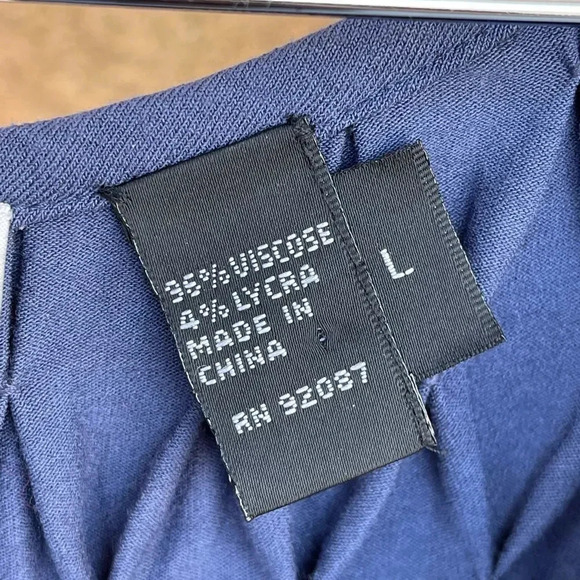 96% VISCOSE
4% LYCRA
MADE IN
CHINA
RN 92087
L